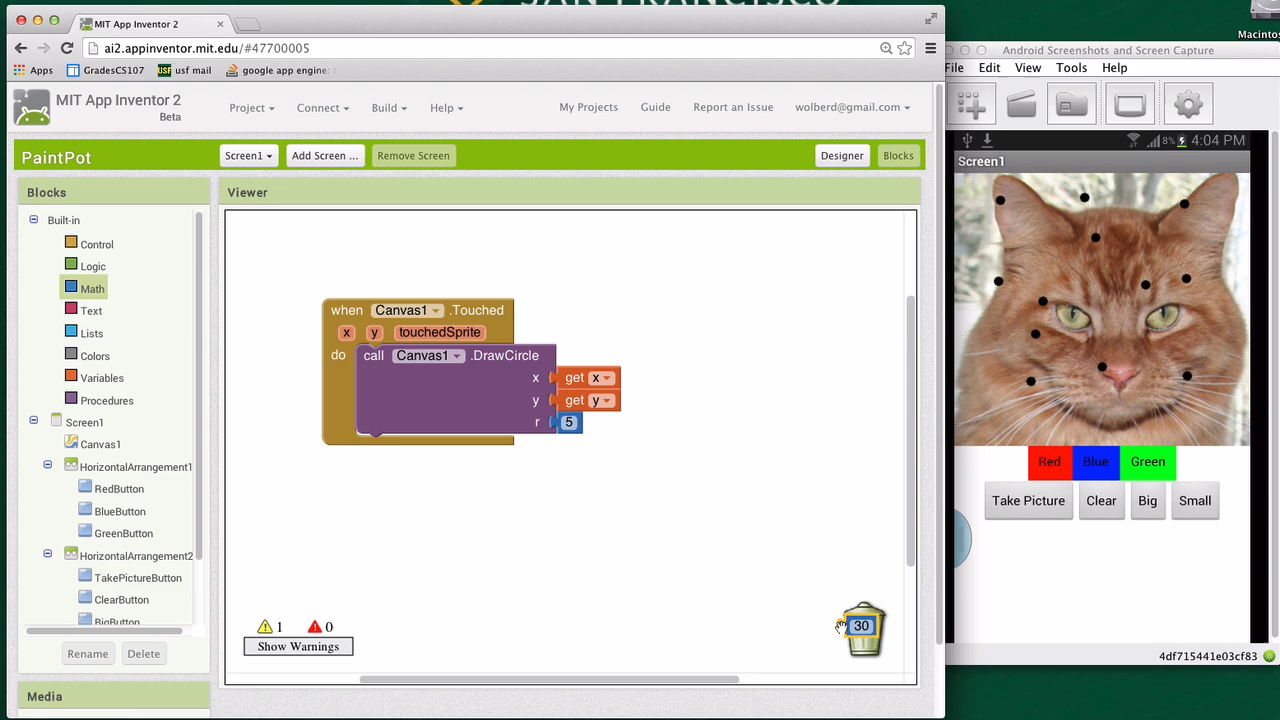 SAN FRANCISCO
MIT App Inventor 2
ai2.appinventor.mit.edu/#47700005
Apps GradesCS107 USF usf mail google app engine:
MIT App Inventor 2
Beta
Project Connect Build Help My Projects Guide Report an Issue wolberd@gmail.com
PaintPot Screen1 Add Screen ... Remove Screen Designer Blocks
Blocks
Built-in
Control
Logic
Math
Text
Lists
Colors
Variables
Procedures
Screen1
Canvas1
HorizontalArrangement1
RedButton
BlueButton
GreenButton
HorizontalArrangement2
TakePictureButton
ClearButton
BigButton
Rename Delete
Media
Viewer
when Canvas1 .Touched
x y touchedSprite
do call Canvas1 .DrawCircle
x get x
y get y
r 5
1 0
Show Warnings
30
Macintos
Android Screenshots and Screen Capture
File Edit View Tools Help
8% 4:04 PM
Screen1
Red Blue Green
Take Picture Clear Big Small
4df715441e03cf83